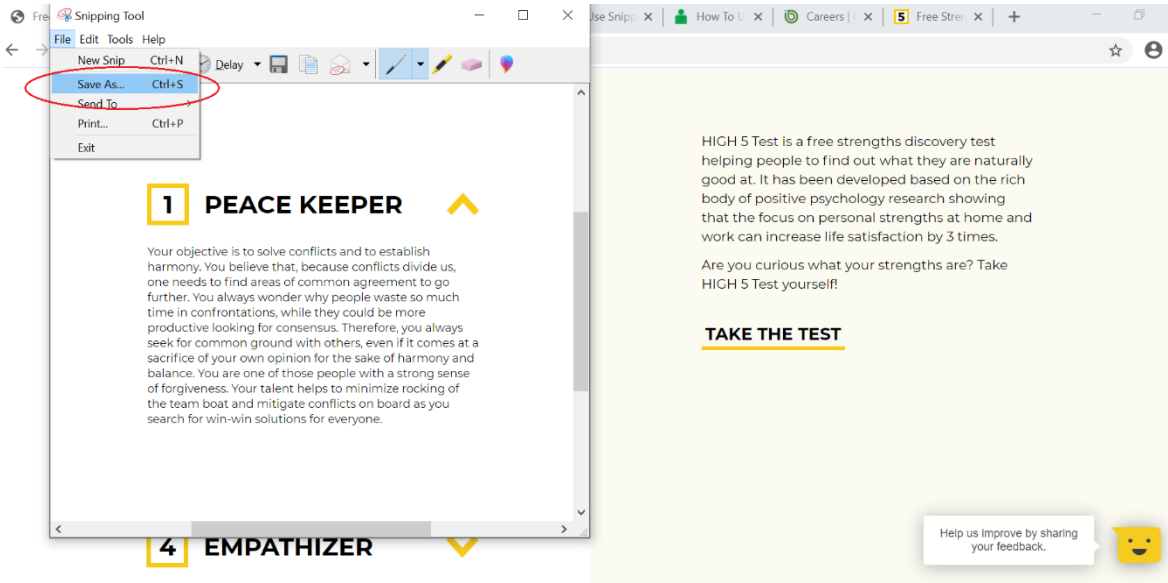 Fre
Snipping Tool
File Edit Tools Help
New Snip Ctrl+N
Save As... Ctrl+S
Send To
Print... Ctrl+P
Exit
Delay
Use Snipp
How To U
Careers |
5 Free Stren
1 PEACE KEEPER
Your objective is to solve conflicts and to establish
harmony. You believe that, because conflicts divide us,
one needs to find areas of common agreement to go
further. You always wonder why people waste so much
time in confrontations, while they could be more
productive looking for consensus. Therefore, you always
seek for common ground with others, even if it comes at a
sacrifice of your own opinion for the sake of harmony and
balance. You are one of those people with a strong sense
of forgiveness. Your talent helps to minimize rocking of
the team boat and mitigate conflicts on board as you
search for win-win solutions for everyone.
4 EMPATHIZER
HIGH 5 Test is a free strengths discovery test
helping people to find out what they are naturally
good at. It has been developed based on the rich
body of positive psychology research showing
that the focus on personal strengths at home and
work can increase life satisfaction by 3 times.
Are you curious what your strengths are? Take
HIGH 5 Test yourself!
TAKE THE TEST
Help us improve by sharing
your feedback.